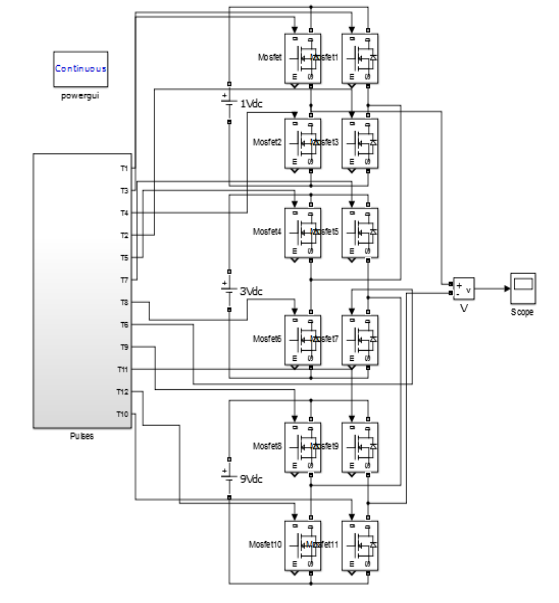 Continuous
powergui
T1
T3
T4
T2
T5
T7
T8
T6
T9
T11
T12
T10
Pulses
Mosfet
Mosfet1
1Vdc
Mosfet2
Mosfet3
Mosfet4
Mosfet5
3Vdc
Mosfet6
Mosfet7
Mosfet8
Mosfet9
9Vdc
Mosfet10
Mosfet11
+
-
v
V
Scope